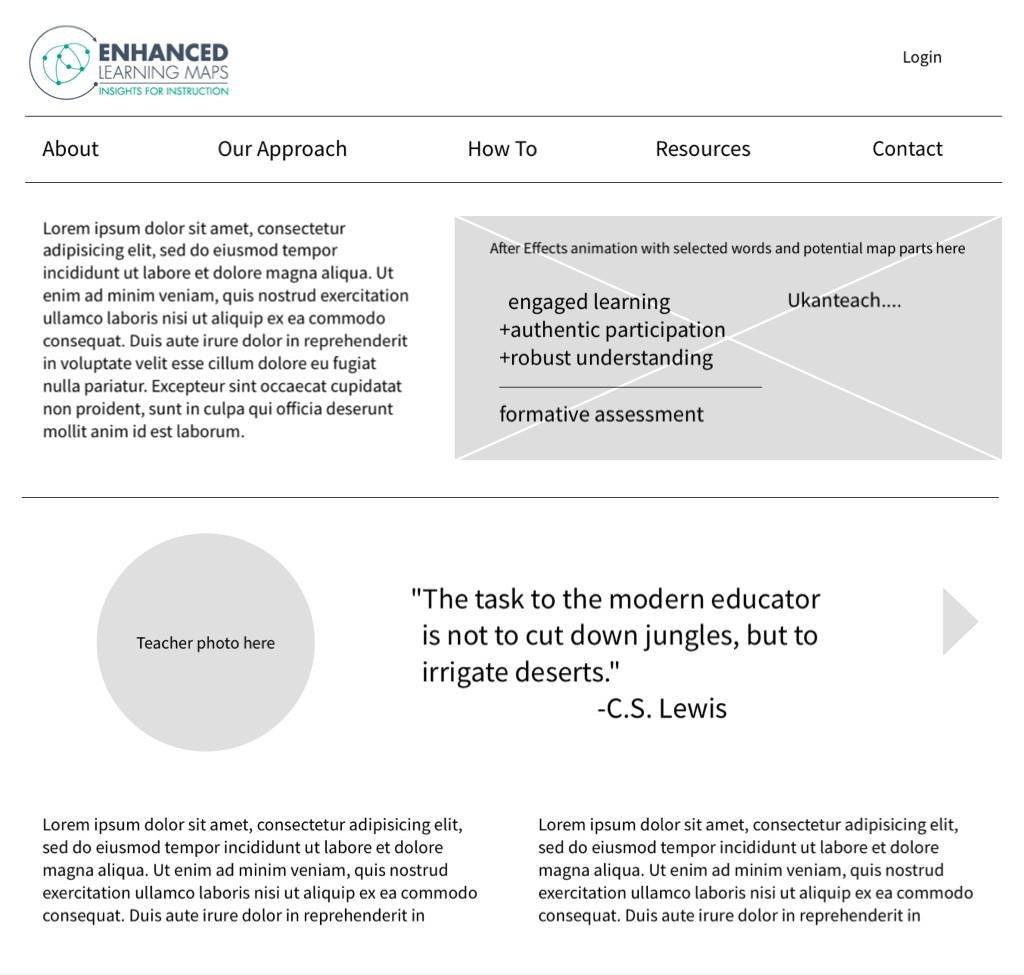 ENHANCED
LEARNING MAPS
INSIGHTS FOR INSTRUCTION
Login
About
Our Approach
How To
Resources
Contact
Lorem ipsum dolor sit amet, consectetur
adipisicing elit, sed do eiusmod tempor
incididunt ut labore et dolore magna aliqua. Ut
enim ad minim veniam, quis nostrud exercitation
ullamco laboris nisi ut aliquip ex ea commodo
consequat. Duis aute irure dolor in reprehenderit
in voluptate velit esse cillum dolore eu fugiat
nulla pariatur. Excepteur sint occaecat cupidatat
non proident, sunt in culpa qui officia deserunt
mollit anim id est laborum.
After Effects animation with selected words and potential map parts here
engaged learning
+authentic participation
+robust understanding
formative assessment
Ukanteach....
Teacher photo here
"The task to the modern educator
is not to cut down jungles, but to
irrigate deserts."
-C.S. Lewis
Lorem ipsum dolor sit amet, consectetur adipisicing elit,
sed do eiusmod tempor incididunt ut labore et dolore
magna aliqua. Ut enim ad minim veniam, quis nostrud
exercitation ullamco laboris nisi ut aliquip ex ea commodo
consequat. Duis aute irure dolor in reprehenderit in
Lorem ipsum dolor sit amet, consectetur adipisicing elit,
sed do eiusmod tempor incididunt ut labore et dolore
magna aliqua. Ut enim ad minim veniam, quis nostrud
exercitation ullamco laboris nisi ut aliquip ex ea commodo
consequat. Duis aute irure dolor in reprehenderit in